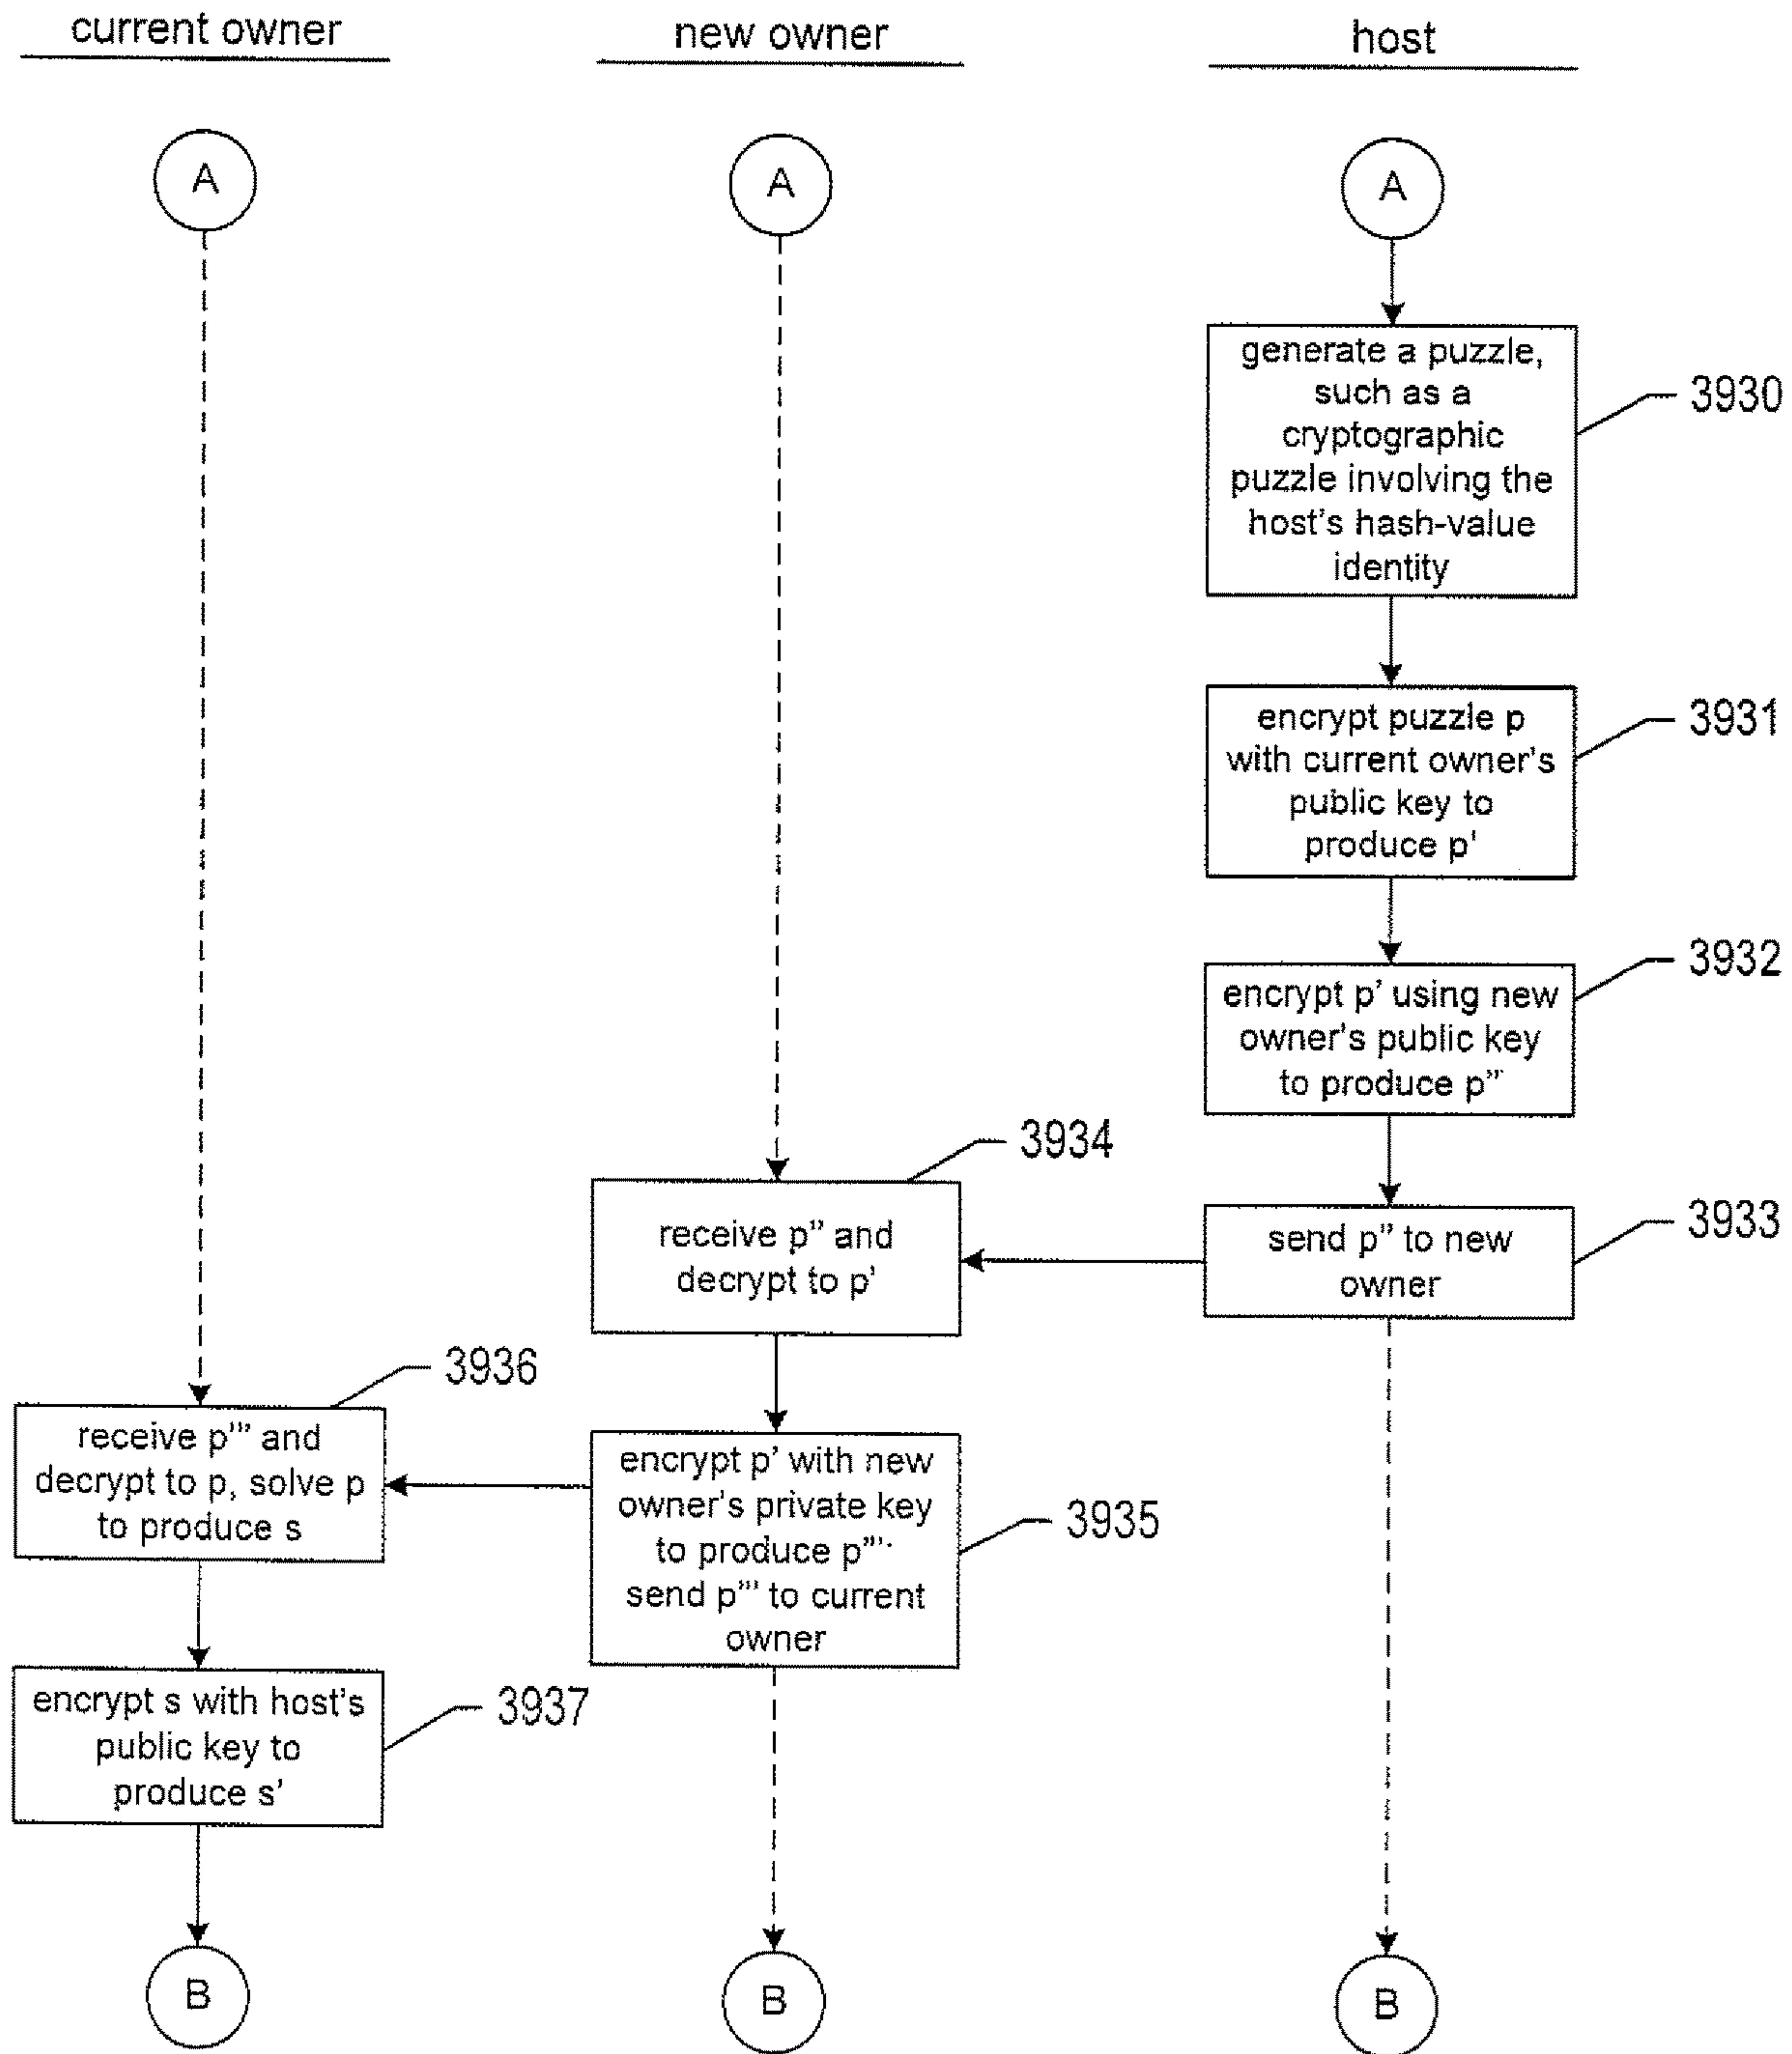 current owner
new owner
host
A
A
A
generate a puzzle,
such as a
cryptographic
puzzle involving the
host's hash-value
identity
3930
encrypt puzzle p
with current owner's
public key to
produce p'
3931
encrypt p' using new
owner's public key
to produce p''
3932
send p'' to new
owner
3933
receive p'' and
decrypt to p'
3934
encrypt p' with new
owner's private key
to produce p'''
send p''' to current
owner
3935
receive p''' and
decrypt to p, solve p
to produce s
3936
encrypt s with host's
public key to
produce s'
3937
B
B
B